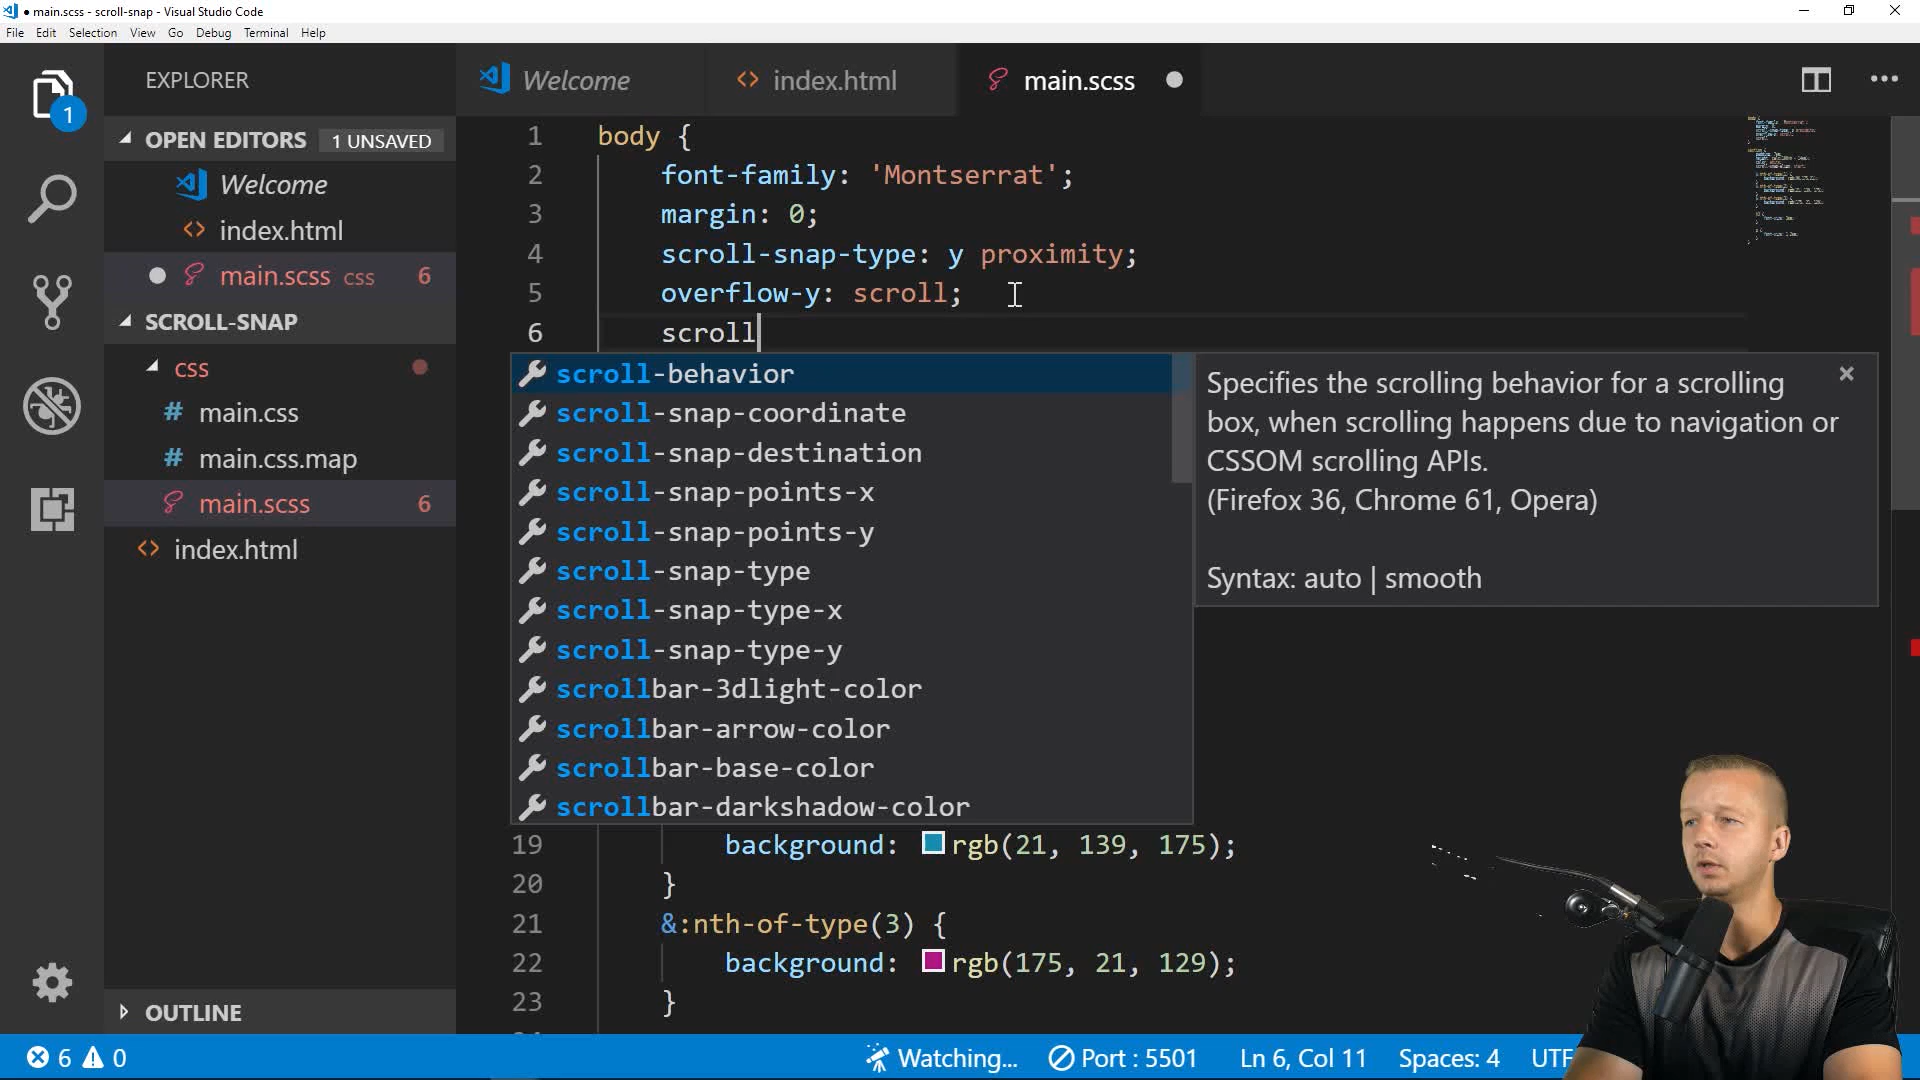 ● main.scss - scroll-snap - Visual Studio Code
File Edit Selection View Go Debug Terminal Help
EXPLORER
Welcome
index.html
main.scss
1
OPEN EDITORS 1 UNSAVED
Welcome
index.html
main.scss css 6
SCROLL-SNAP
css
main.css
main.css.map
main.scss 6
index.html
OUTLINE
1 body {
2 font-family: 'Montserrat';
3 margin: 0;
4 scroll-snap-type: y proximity;
5 overflow-y: scroll;
6 scroll
scroll-behavior
scroll-snap-coordinate
scroll-snap-destination
scroll-snap-points-x
scroll-snap-points-y
scroll-snap-type
scroll-snap-type-x
scroll-snap-type-y
scrollbar-3dlight-color
scrollbar-arrow-color
scrollbar-base-color
scrollbar-darkshadow-color
Specifies the scrolling behavior for a scrolling
box, when scrolling happens due to navigation or
CSSOM scrolling APIs.
(Firefox 36, Chrome 61, Opera)
Syntax: auto | smooth
19 background: rgb(21, 139, 175);
20 }
21 &:nth-of-type(3) {
22 background: rgb(175, 21, 129);
23 }
6 0 Watching... Port : 5501 Ln 6, Col 11 Spaces: 4 UTF